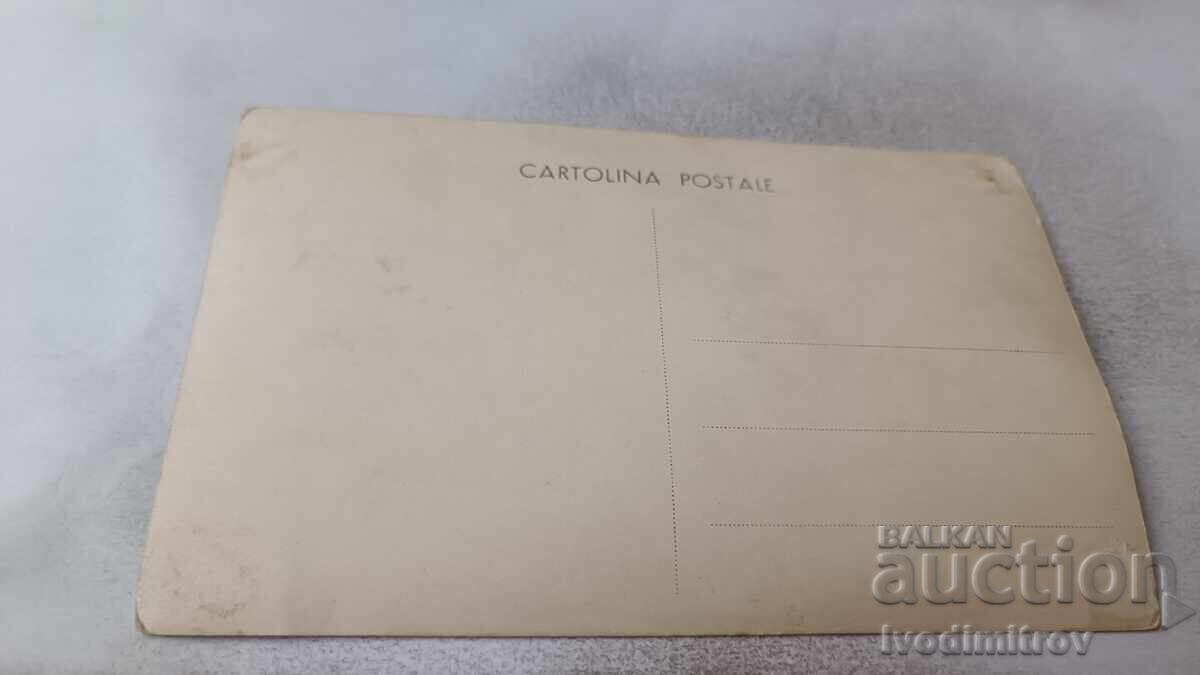 CARTOLINA POSTALE
BALKAN
auction
Ivodimitrov